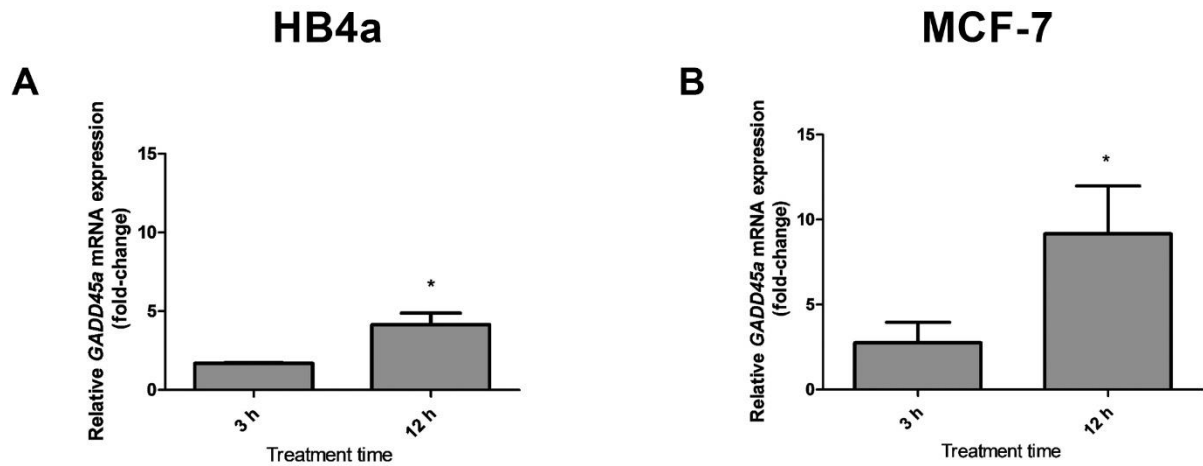 HB4a
A
Relative GADD45a mRNA expression
(fold-change)
15
10
5
0
*
3 h
12 h
Treatment time
MCF-7
B
Relative GADD45a mRNA expression
(fold-change)
15
10
5
0
*
3 h
12 h
Treatment time